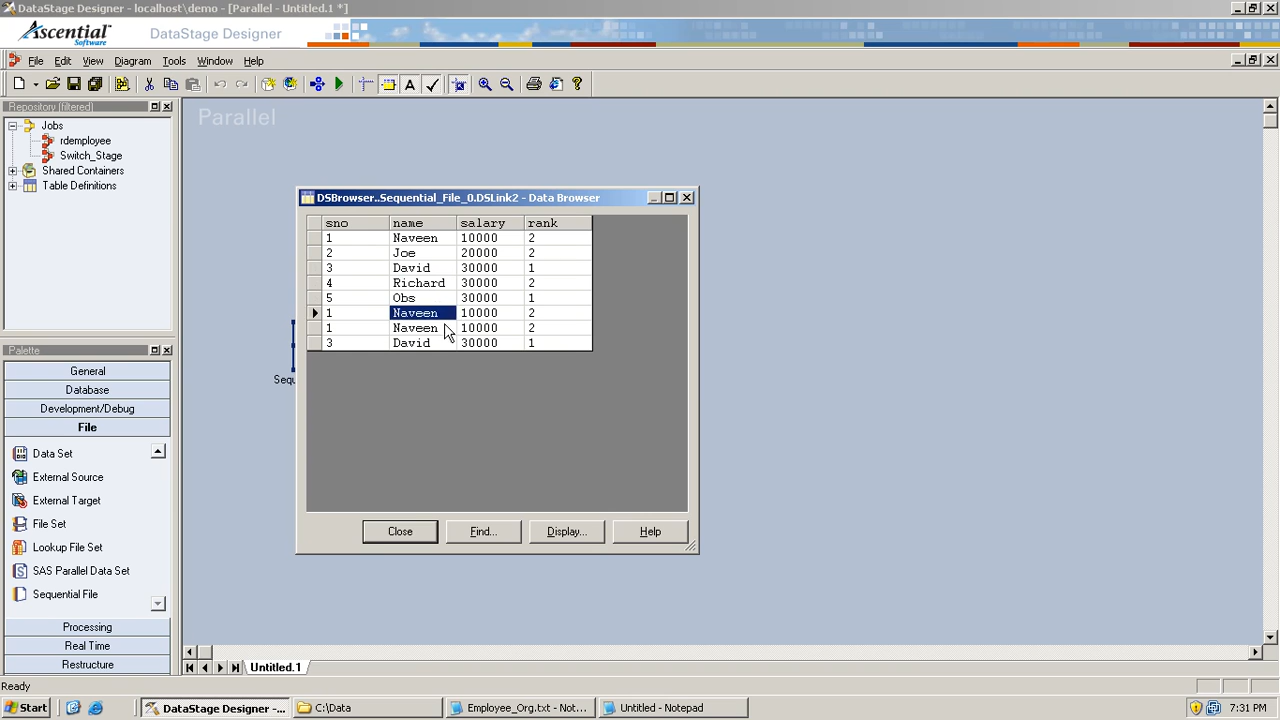 DataStage Designer - localhost\demo - [Parallel - Untitled.1 *]
Ascential Software
DataStage Designer
File Edit View Diagram Tools Window Help
Repository (filtered)
Jobs
rdemployee
Switch_Stage
Shared Containers
Table Definitions
Parallel
DSBrowser..Sequential_File_0.DSLink2 - Data Browser
sno name salary rank
1 Naveen 10000 2
2 Joe 20000 2
3 David 30000 1
4 Richard 30000 2
5 Obs 30000 1
1 Naveen 10000 2
1 Naveen 10000 2
3 David 30000 1
Close Find... Display... Help
Sequ
Palette
General
Database
Development/Debug
File
Data Set
External Source
External Target
File Set
Lookup File Set
SAS Parallel Data Set
Sequential File
Processing
Real Time
Restructure
Untitled.1
Ready
Start DataStage Designer -... C:\Data Employee_Org.txt - Not... Untitled - Notepad 7:31 PM